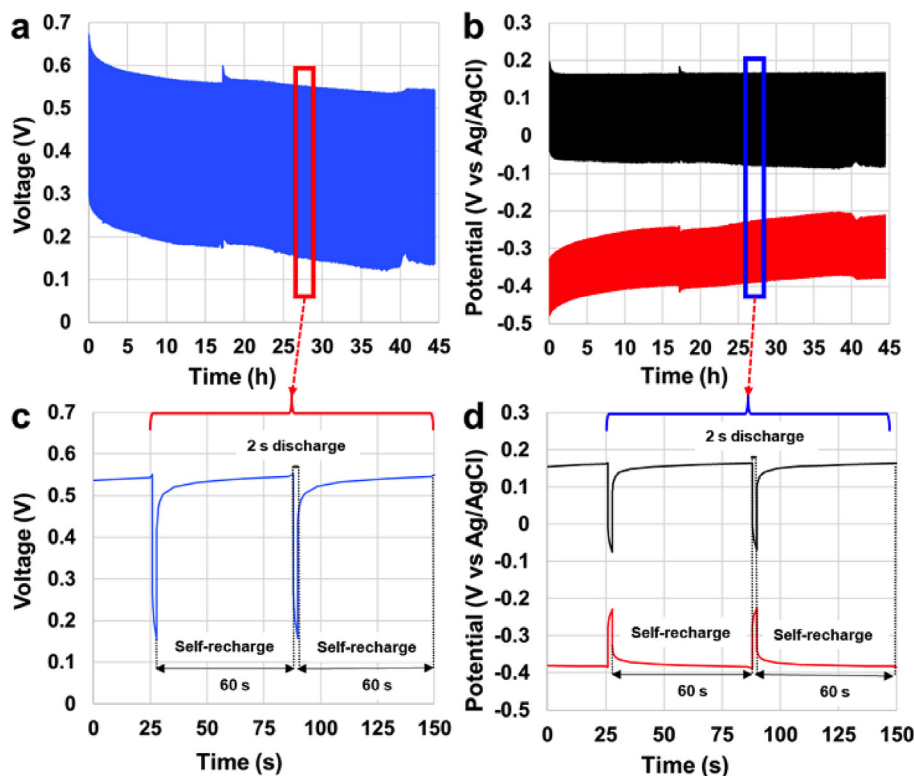 a
0.7
0.6
0.5
0.4
0.3
0.2
0.1
0
Voltage (V)
0 5 10 15 20 25 30 35 40 45
Time (h)
b
0.3
0.2
0.1
0
-0.1
-0.2
-0.3
-0.4
-0.5
Potential (V vs Ag/AgCl)
0 5 10 15 20 25 30 35 40 45
Time (h)
c
0.7
0.6
0.5
0.4
0.3
0.2
0.1
0
Voltage (V)
2 s discharge
Self-recharge Self-recharge
60 s 60 s
0 25 50 75 100 125 150
Time (s)
d
0.3
0.2
0.1
0
-0.1
-0.2
-0.3
-0.4
-0.5
Potential (V vs Ag/AgCl)
2 s discharge
Self-recharge Self-recharge
60 s 60 s
0 25 50 75 100 125 150
Time (s)